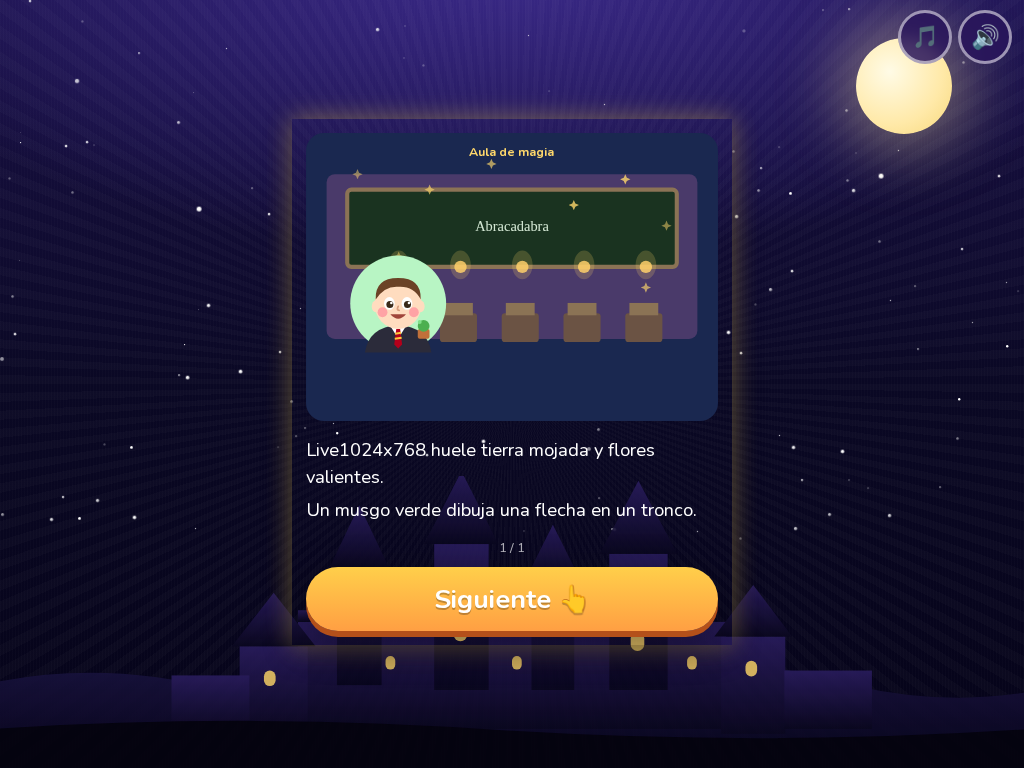 Aula de magia
Abracadabra
Live1024x768 huele tierra mojada y flores
valientes.
Un musgo verde dibuja una flecha en un tronco.
1 / 1
Siguiente 👆